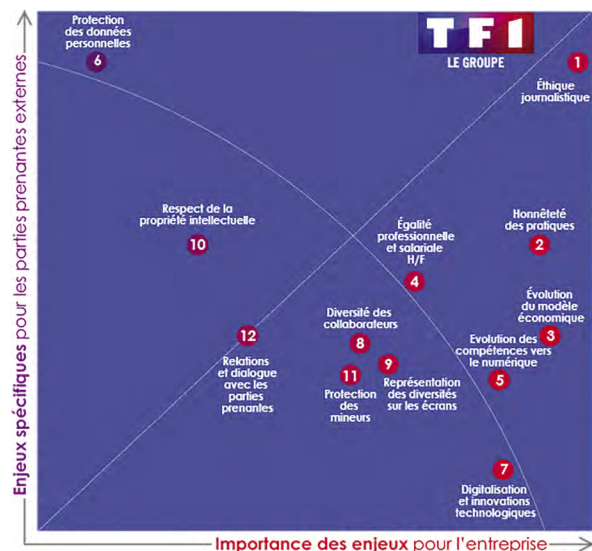 Enjeux spécifiques pour les parties prenantes externes
Protection
des données
personnelles
6
TF1
LE GROUPE
1
Éthique
journalistique
Respect de la
propriété intellectuelle
10
Égalité
professionnelle
et salariale
H/F
4
Honnêteté
des pratiques
2
Évolution
du modèle
économique
3
12
Relations
et dialogue
avec les
parties
prenantes
Diversité des
collaborateurs
8
11
Protection
des
mineurs
9
Représentation
des diversités
sur les écrans
Evolution des
compétences vers
le numérique
5
7
Digitalisation
et innovations
technologiques
Importance des enjeux pour l'entreprise